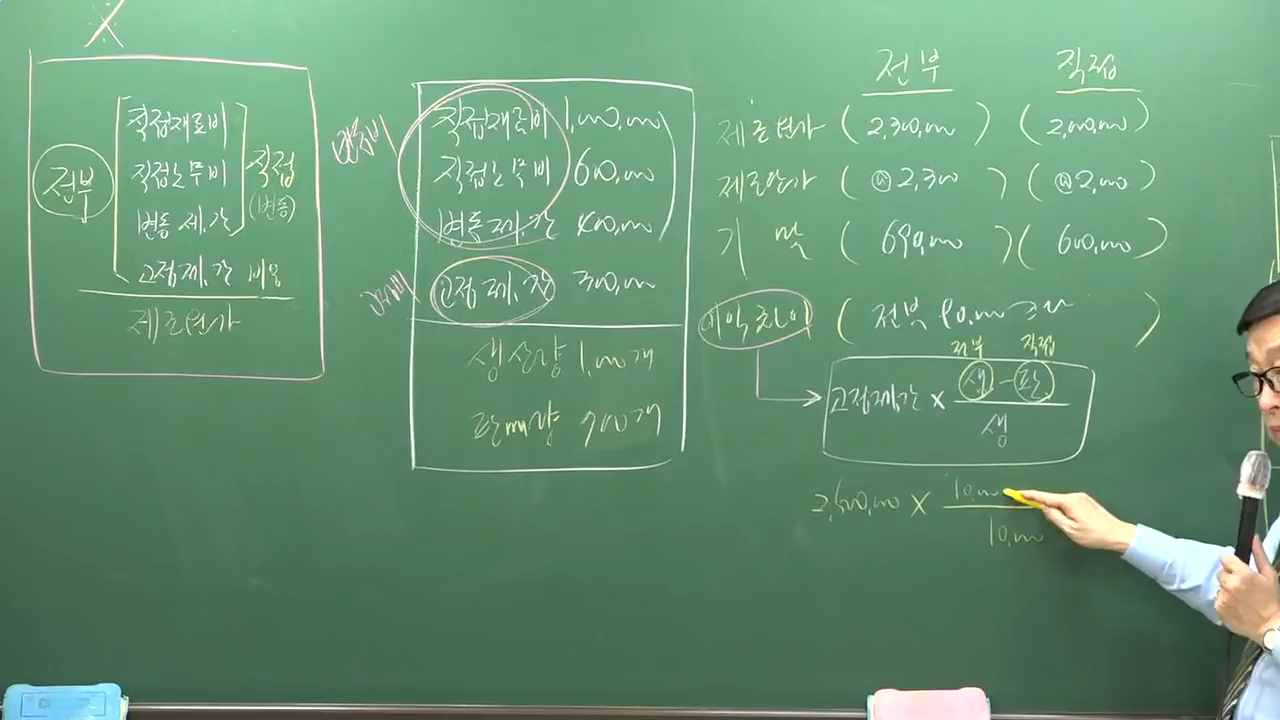 X
직접재료비
직접노무비
변동제,간
고정제,간 비용
전부
직접
(변동)
제조원가
변동비
직접재료비 1,000,000
직접노무비 600,000
변동제,간 400,000
고정제,간 300,000
생산량 1,000개
판매량 700개
전부 직접
제조원가 ( 2,300,000 ) ( 2,000,000 )
제조단가 ( @2,300 ) ( @2,000 )
기말 ( 690,000 ) ( 600,000 )
이익차이 ( 전부 90,000 )
전부 직접
고정제,간 × 생 - 판
생
2,500,000 × 10,000
10,000